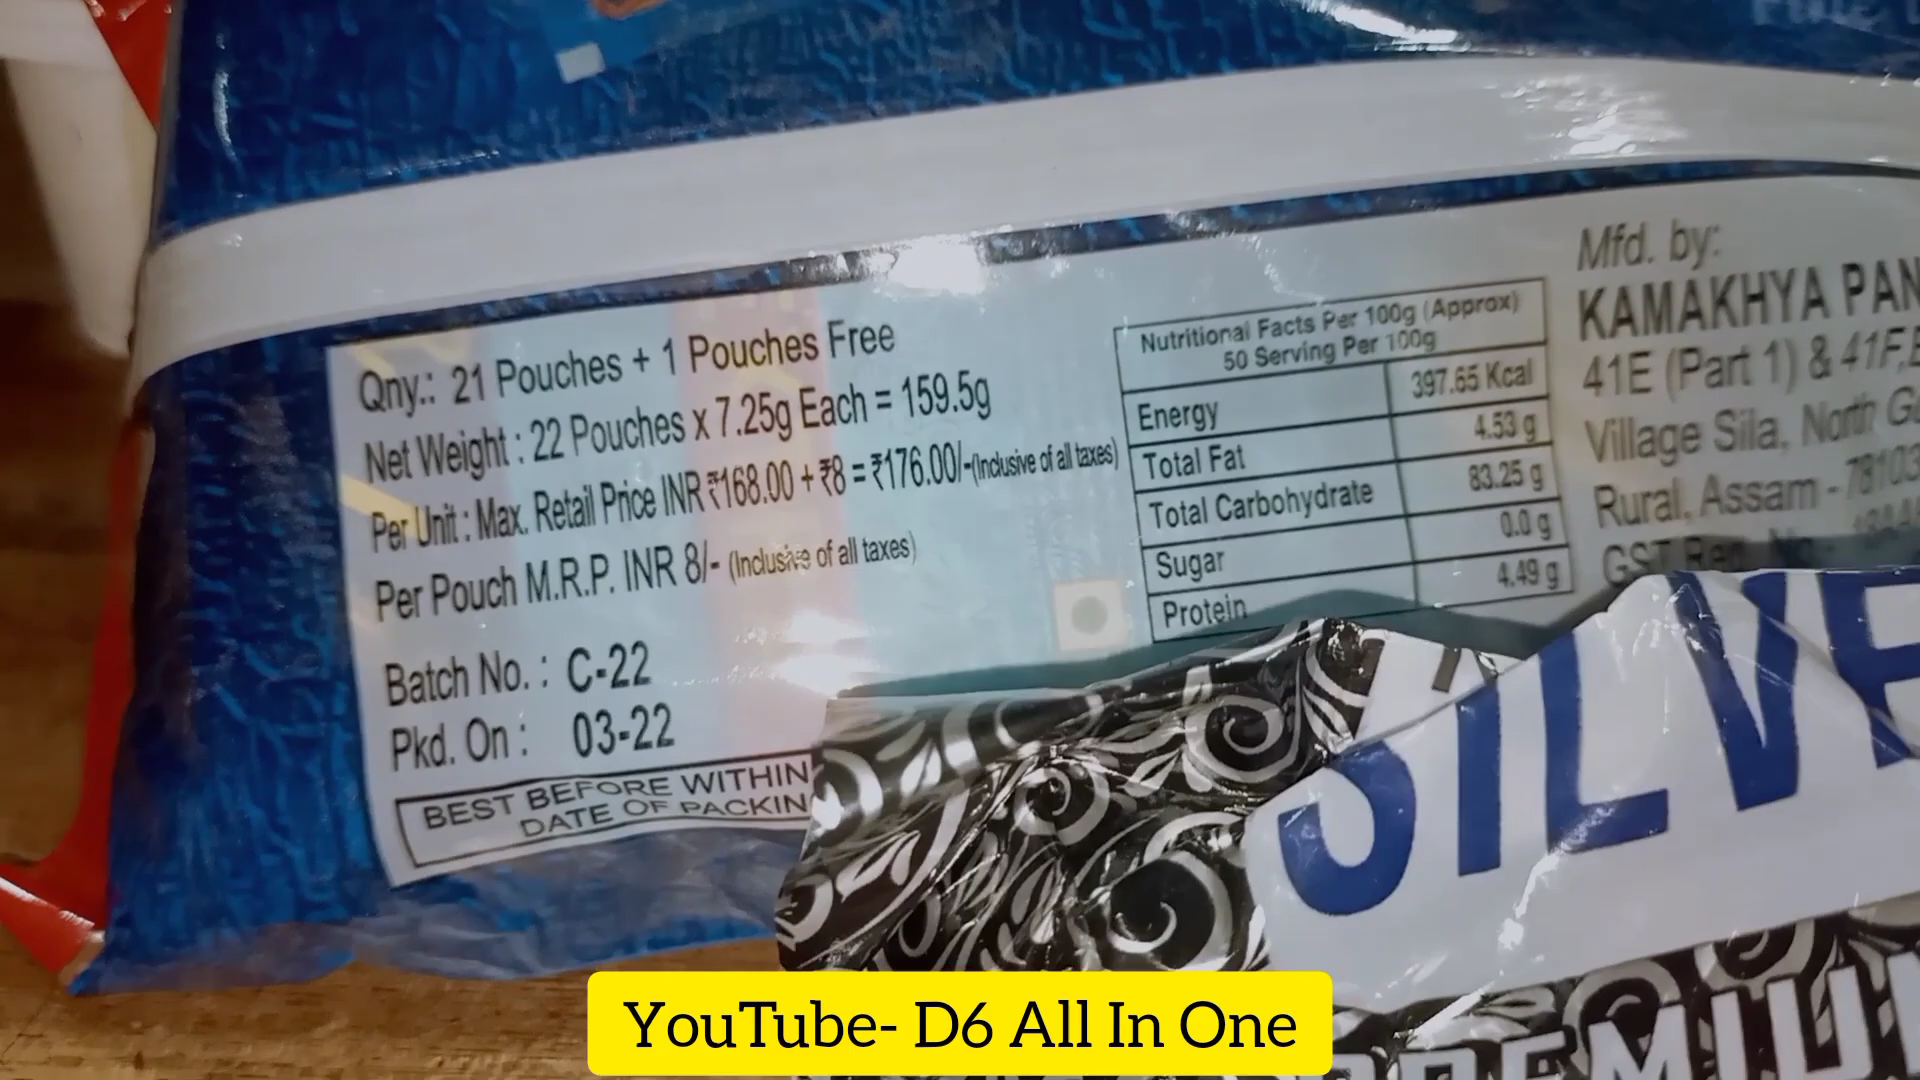 Qny.: 21 Pouches + 1 Pouches Free
Net Weight : 22 Pouches x 7.25g Each = 159.5g
Per Unit : Max. Retail Price INR ₹168.00 + ₹8 = ₹176.00/-(Inclusive of all taxes)
Per Pouch M.R.P. INR 8/- (Inclusive of all taxes)
Batch No. : C-22
Pkd. On : 03-22
BEST BEFORE WITHIN
DATE OF PACKIN
Nutritional Facts Per 100g (Approx)
50 Serving Per 100g
Energy 397.65 Kcal
Total Fat 4.53 g
Total Carbohydrate 83.25 g
Sugar 0.0 g
Protein 4.49 g
Mfd. by:
KAMAKHYA PAN
41E (Part 1) & 41F,
Village Sila, North G
Rural, Assam - 78103
GST Reg. No.
SILVE
YouTube- D6 All In One